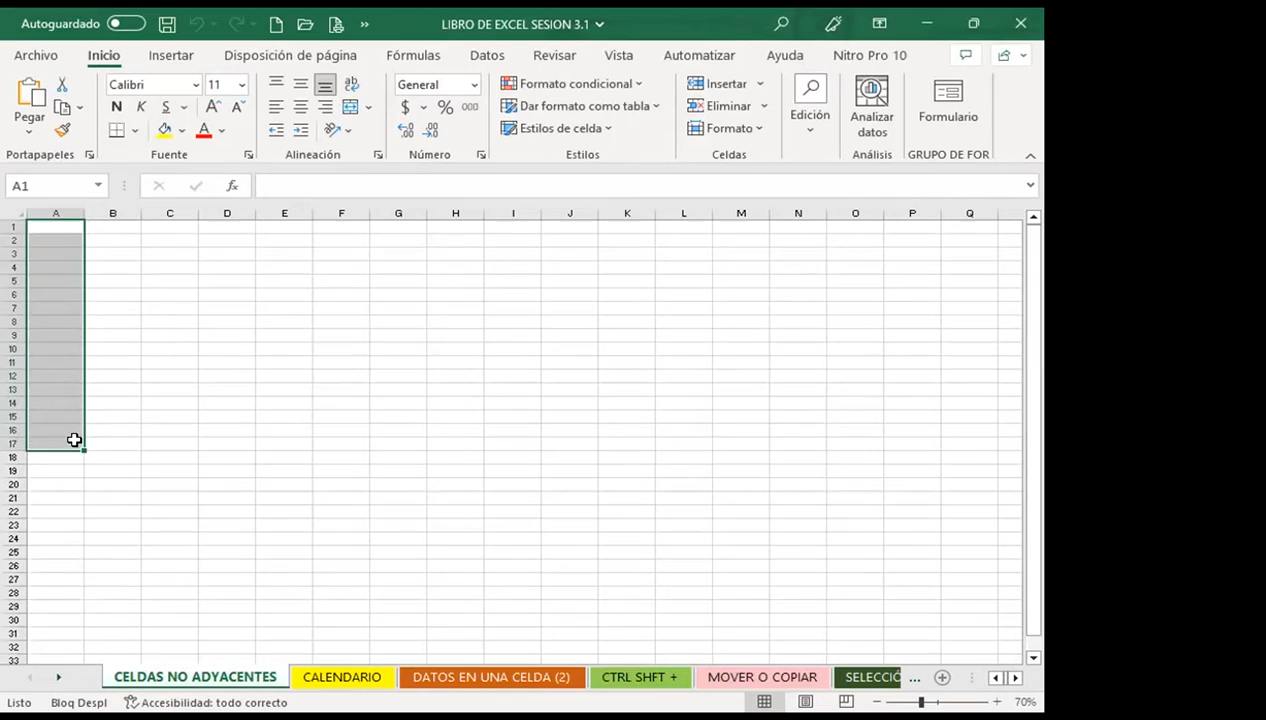 Autoguardado
LIBRO DE EXCEL SESION 3.1
Archivo Inicio Insertar Disposición de página Fórmulas Datos Revisar Vista Automatizar Ayuda Nitro Pro 10
Pegar
Calibri 11
N K S
General
$ % 000
Formato condicional
Dar formato como tabla
Estilos de celda
Insertar
Eliminar
Formato
Edición
Analizar datos
Formulario
Portapapeles Fuente Alineación Número Estilos Celdas Análisis GRUPO DE FOR
A1 fx
A B C D E F G H I J K L M N O P Q
1
2
3
4
5
6
7
8
9
10
11
12
13
14
15
16
17
18
19
20
21
22
23
24
25
26
27
28
29
30
31
32
33
CELDAS NO ADYACENTES CALENDARIO DATOS EN UNA CELDA (2) CTRL SHFT + MOVER O COPIAR SELECCIÓ ...
Listo Bloq Despl Accesibilidad: todo correcto 70%